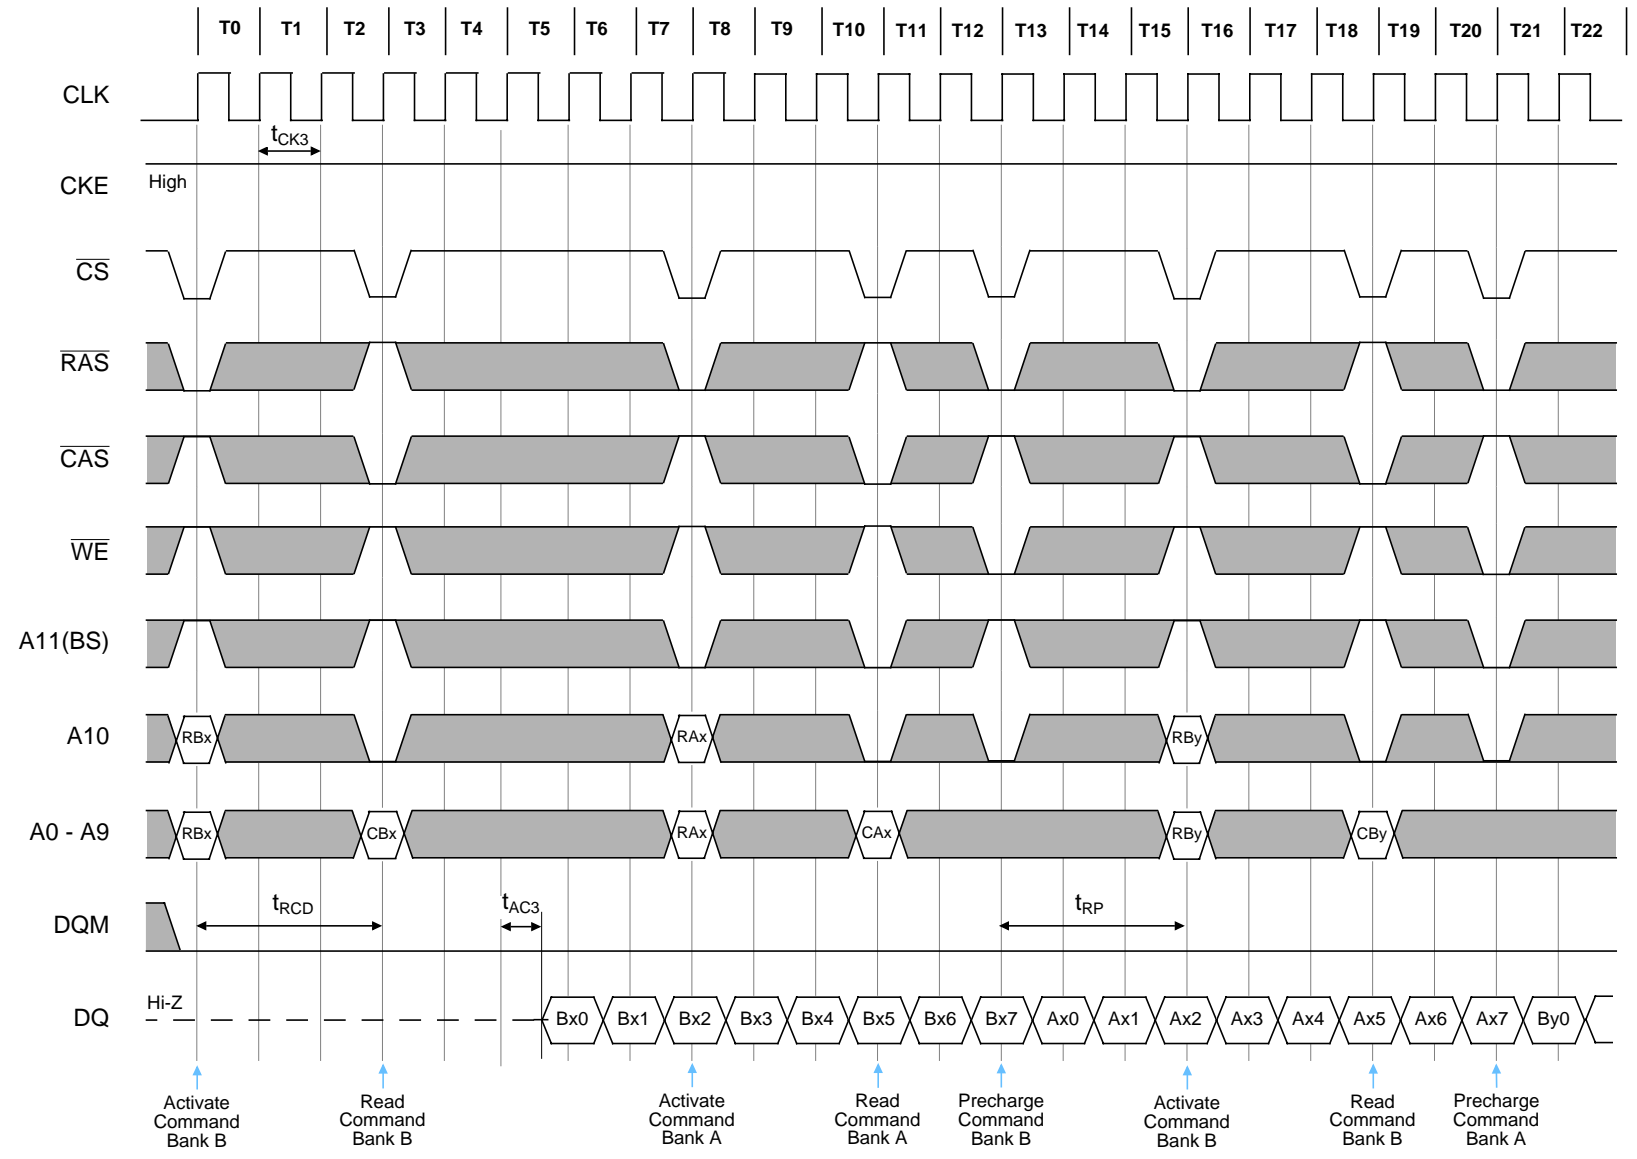 T0 T1 T2 T3 T4 T5 T6 T7 T8 T9 T10 T11 T12 T13 T14 T15 T16 T17 T18 T19 T20 T21 T22
CLK
tCK3
CKE High
CS
RAS
CAS
WE
A11(BS)
A10 RBx RAx RBy
A0 - A9 RBx CBx RAx CAx RBy CBy
DQM tRCD tAC3 tRP
DQ Hi-Z Bx0 Bx1 Bx2 Bx3 Bx4 Bx5 Bx6 Bx7 Ax0 Ax1 Ax2 Ax3 Ax4 Ax5 Ax6 Ax7 By0
Activate
Command
Bank B
Read
Command
Bank B
Activate
Command
Bank A
Read
Command
Bank A
Precharge
Command
Bank B
Activate
Command
Bank B
Read
Command
Bank B
Precharge
Command
Bank A